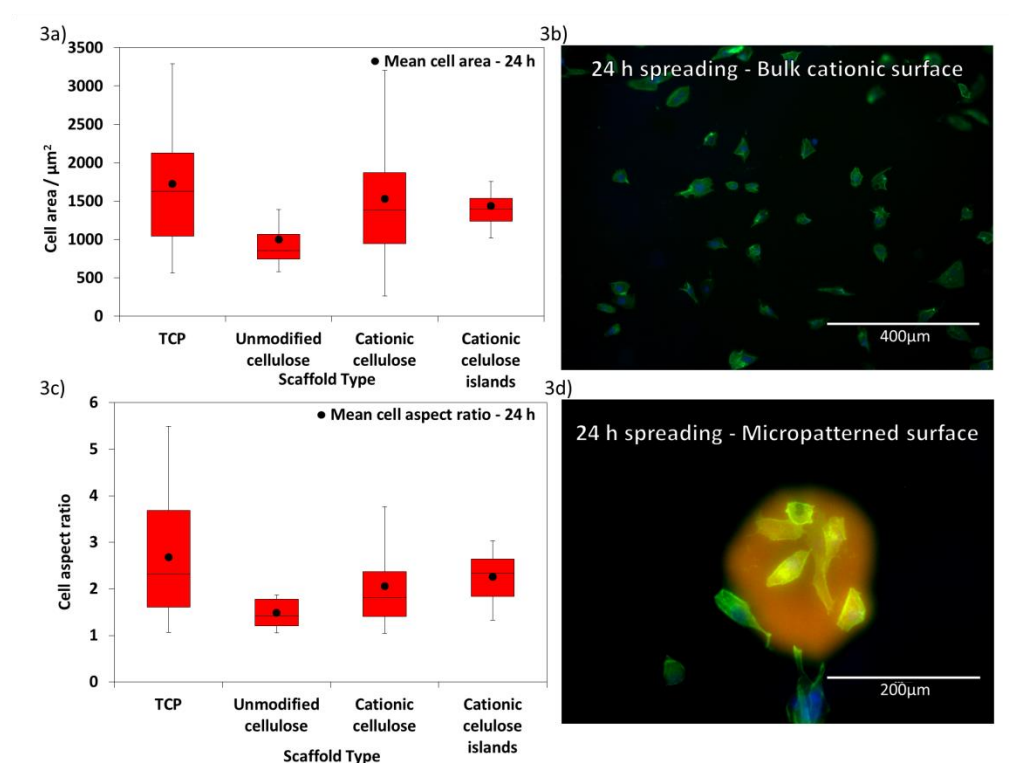 3a)
3500
3000
2500
2000
1500
1000
500
0
Cell area / µm²
● Mean cell area - 24 h
TCP
Unmodified
cellulose
Cationic
cellulose
Cationic
celulose
islands
Scaffold Type
3b)
24 h spreading - Bulk cationic surface
400µm
3c)
6
5
4
3
2
1
0
Cell aspect ratio
● Mean cell aspect ratio - 24 h
TCP
Unmodified
cellulose
Cationic
cellulose
Cationic
celulose
islands
Scaffold Type
3d)
24 h spreading - Micropatterned surface
200µm